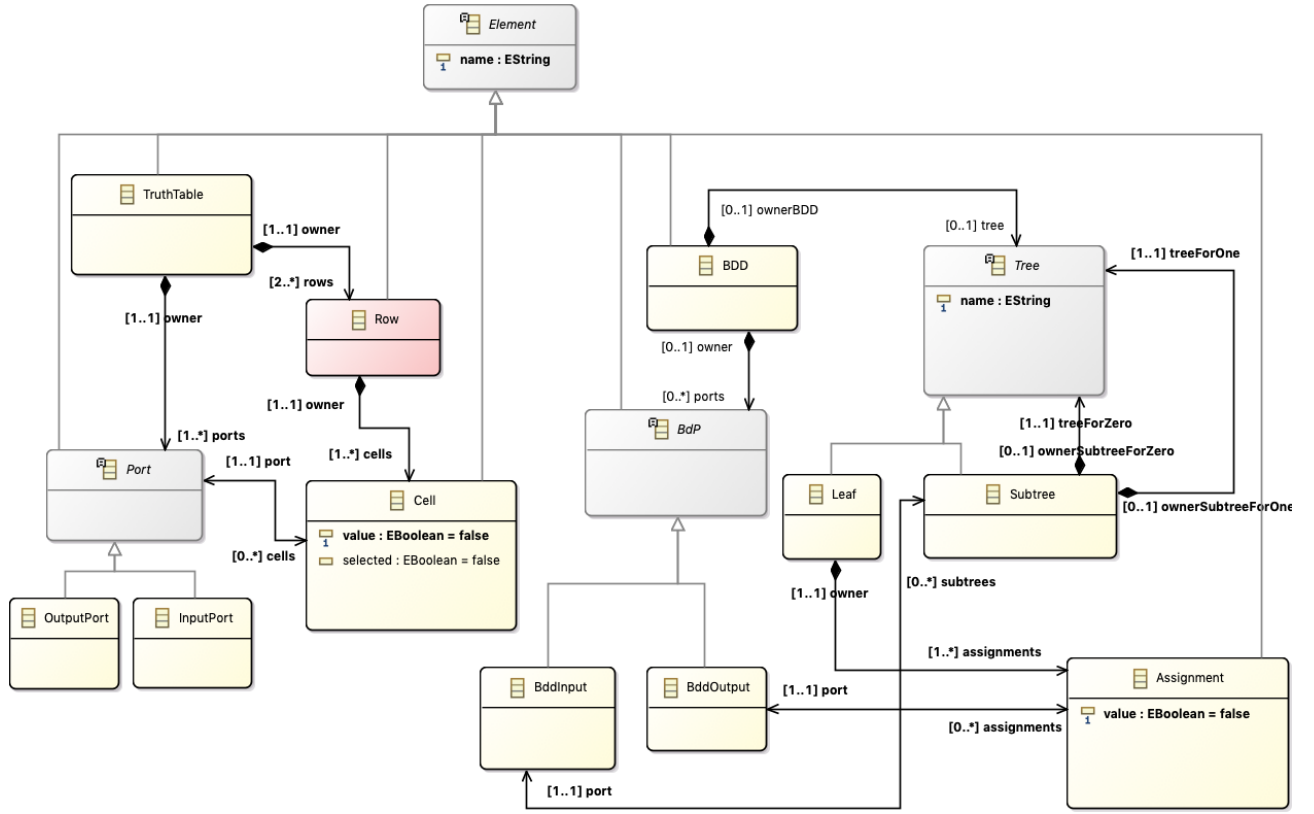 Element
name : EString
TruthTable
[1..1] owner
[2..*] rows
[1..1] owner
Row
[1..1] owner
[1..*] cells
[1..*] ports
[1..1] port
Port
[0..*] cells
Cell
value : EBoolean = false
selected : EBoolean = false
OutputPort
InputPort
[0..1] ownerBDD
[0..1] tree
BDD
[0..1] owner
[0..*] ports
BdP
Tree
name : EString
[1..1] treeForOne
[1..1] treeForZero
[0..1] ownerSubtreeForZero
Leaf
Subtree
[0..1] ownerSubtreeForOne
[0..*] subtrees
[1..1] owner
[1..*] assignments
BddInput
BddOutput
[1..1] port
[0..*] assignments
Assignment
value : EBoolean = false
[1..1] port